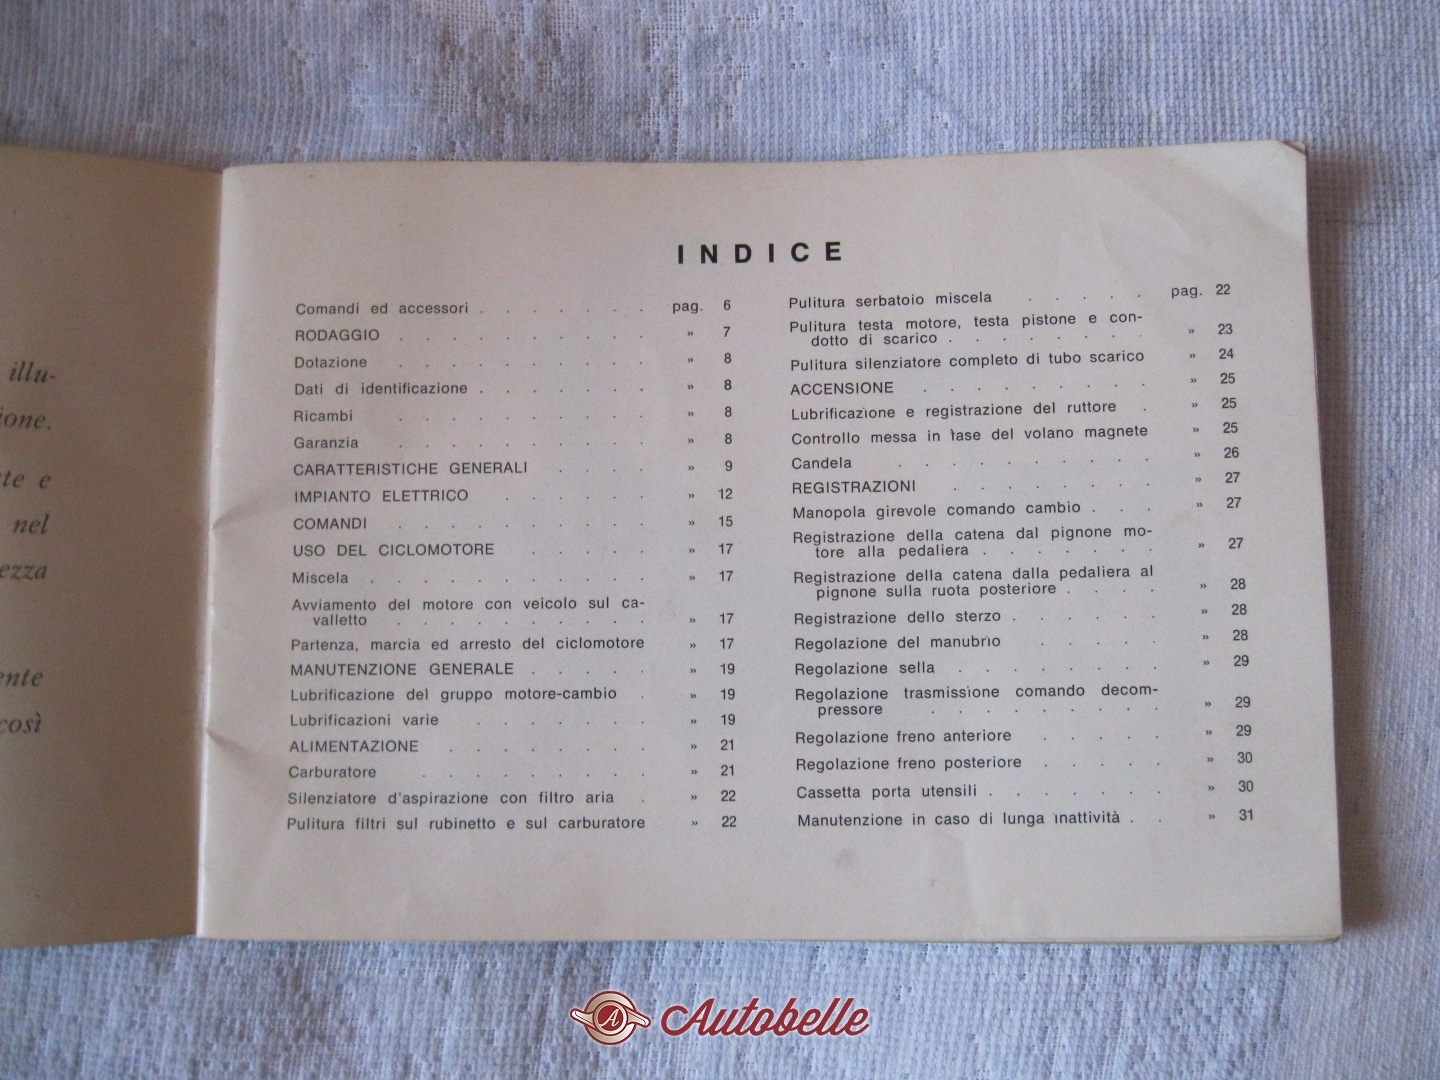 illu-
ione.
te e
nel
ezza
ente
così
INDICE
Comandi ed accessori . . . . . . . pag. 6
RODAGGIO . . . . . . . . . . » 7
Dotazione . . . . . . . . . . » 8
Dati di identificazione . . . . . . . » 8
Ricambi . . . . . . . . . . » 8
Garanzia . . . . . . . . . . » 8
CARATTERISTICHE GENERALI . . . . » 9
IMPIANTO ELETTRICO . . . . . . » 12
COMANDI . . . . . . . . . . » 15
USO DEL CICLOMOTORE . . . . . » 17
Miscela . . . . . . . . . . . » 17
Avviamento del motore con veicolo sul ca-
valletto . . . . . . . . . . » 17
Partenza, marcia ed arresto del ciclomotore » 17
MANUTENZIONE GENERALE . . . . . » 19
Lubrificazione del gruppo motore-cambio . » 19
Lubrificazioni varie . . . . . . . » 19
ALIMENTAZIONE . . . . . . . . » 21
Carburatore . . . . . . . . . » 21
Silenziatore d'aspirazione con filtro aria . » 22
Pulitura filtri sul rubinetto e sul carburatore » 22
Pulitura serbatoio miscela . . . . . pag. 22
Pulitura testa motore, testa pistone e con-
dotto di scarico . . . . . . . . » 23
Pulitura silenziatore completo di tubo scarico » 24
ACCENSIONE . . . . . . . . . » 25
Lubrificazione e registrazione del ruttore . » 25
Controllo messa in fase del volano magnete » 25
Candela . . . . . . . . . . » 26
REGISTRAZIONI . . . . . . . . » 27
Manopola girevole comando cambio . . . » 27
Registrazione della catena dal pignone mo-
tore alla pedaliera . . . . . . . » 27
Registrazione della catena dalla pedaliera al
pignone sulla ruota posteriore . . . . » 28
Registrazione dello sterzo . . . . . . » 28
Regolazione del manubrio . . . . . » 28
Regolazione sella . . . . . . . . » 29
Regolazione trasmissione comando decom-
pressore . . . . . . . . . » 29
Regolazione freno anteriore . . . . . » 29
Regolazione freno posteriore . . . . . » 30
Cassetta porta utensili . . . . . . . » 30
Manutenzione in caso di lunga inattività . . » 31
A
Autobelle